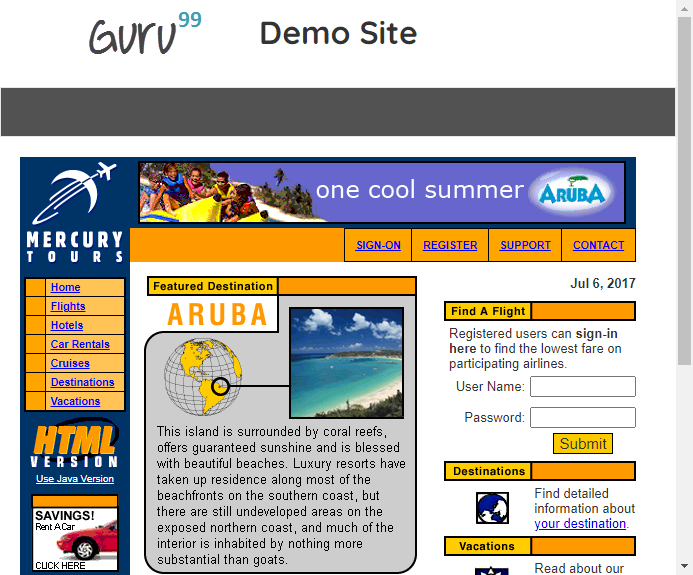 Guru99
Demo Site
one cool summer
ARUBA
MERCURY
TOURS
SIGN-ON
REGISTER
SUPPORT
CONTACT
Home
Flights
Hotels
Car Rentals
Cruises
Destinations
Vacations
HTML
VERSION
Use Java Version
SAVINGS!
Rent A Car
CLICK HERE
Featured Destination
ARUBA
This island is surrounded by coral reefs,
offers guaranteed sunshine and is blessed
with beautiful beaches. Luxury resorts have
taken up residence along most of the
beachfronts on the southern coast, but
there are still undeveloped areas on the
exposed northern coast, and much of the
interior is inhabited by nothing more
substantial than goats.
Jul 6, 2017
Find A Flight
Registered users can sign-in
here to find the lowest fare on
participating airlines.
User Name:
Password:
Submit
Destinations
Find detailed
information about
your destination.
Vacations
Read about our